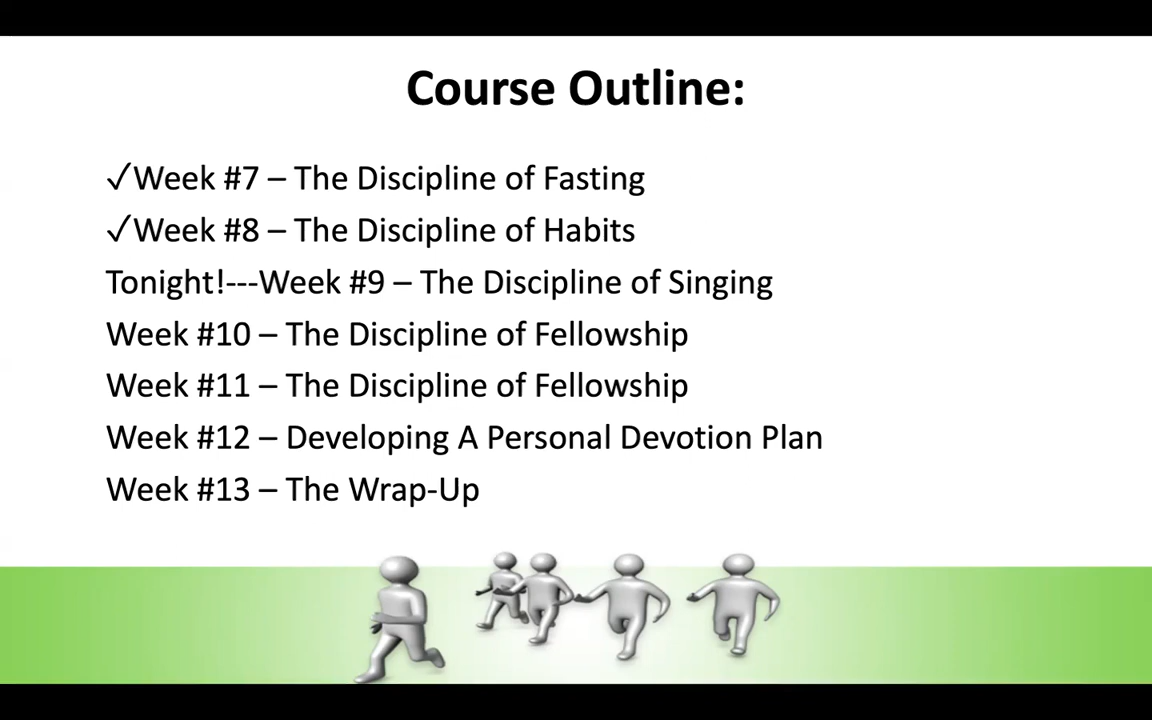 Course Outline:
✓Week #7 – The Discipline of Fasting
✓Week #8 – The Discipline of Habits
Tonight!---Week #9 – The Discipline of Singing
Week #10 – The Discipline of Fellowship
Week #11 – The Discipline of Fellowship
Week #12 – Developing A Personal Devotion Plan
Week #13 – The Wrap-Up